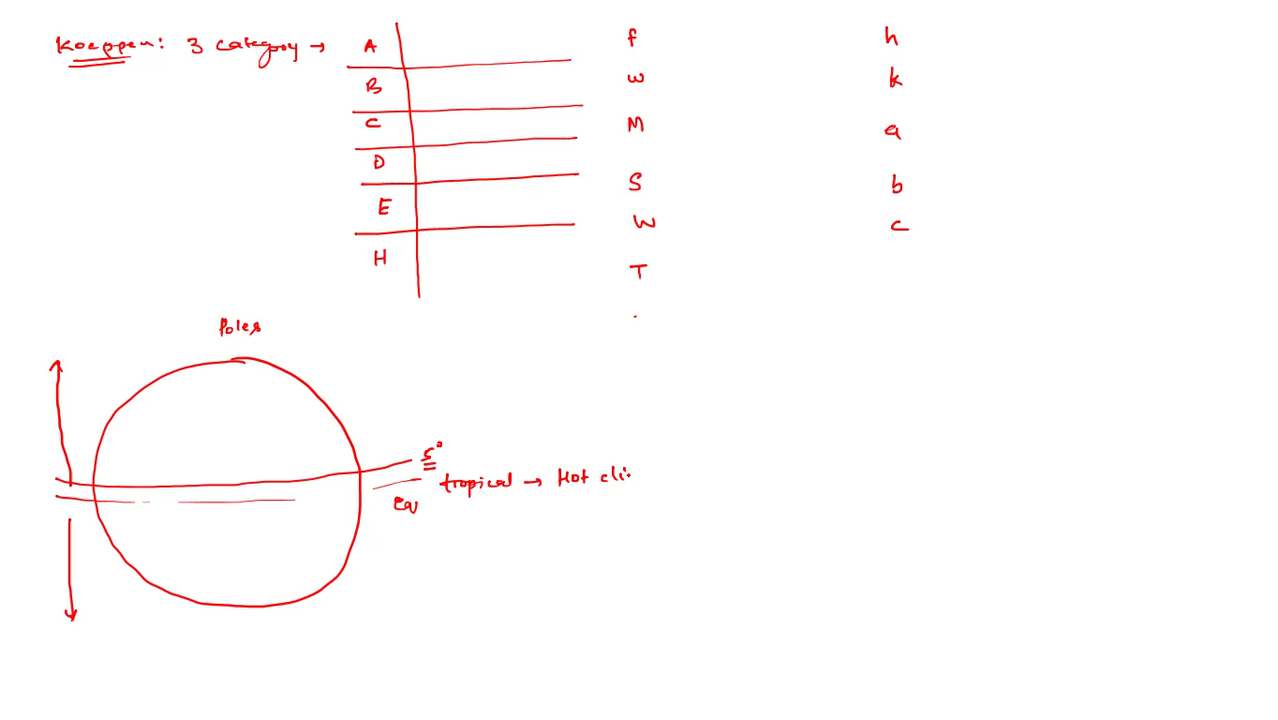 Koeppen: 3 category → A f h
B w k
C M a
D S b
E W c
H T
Poles
5°
tropical → Hot cli
Eq